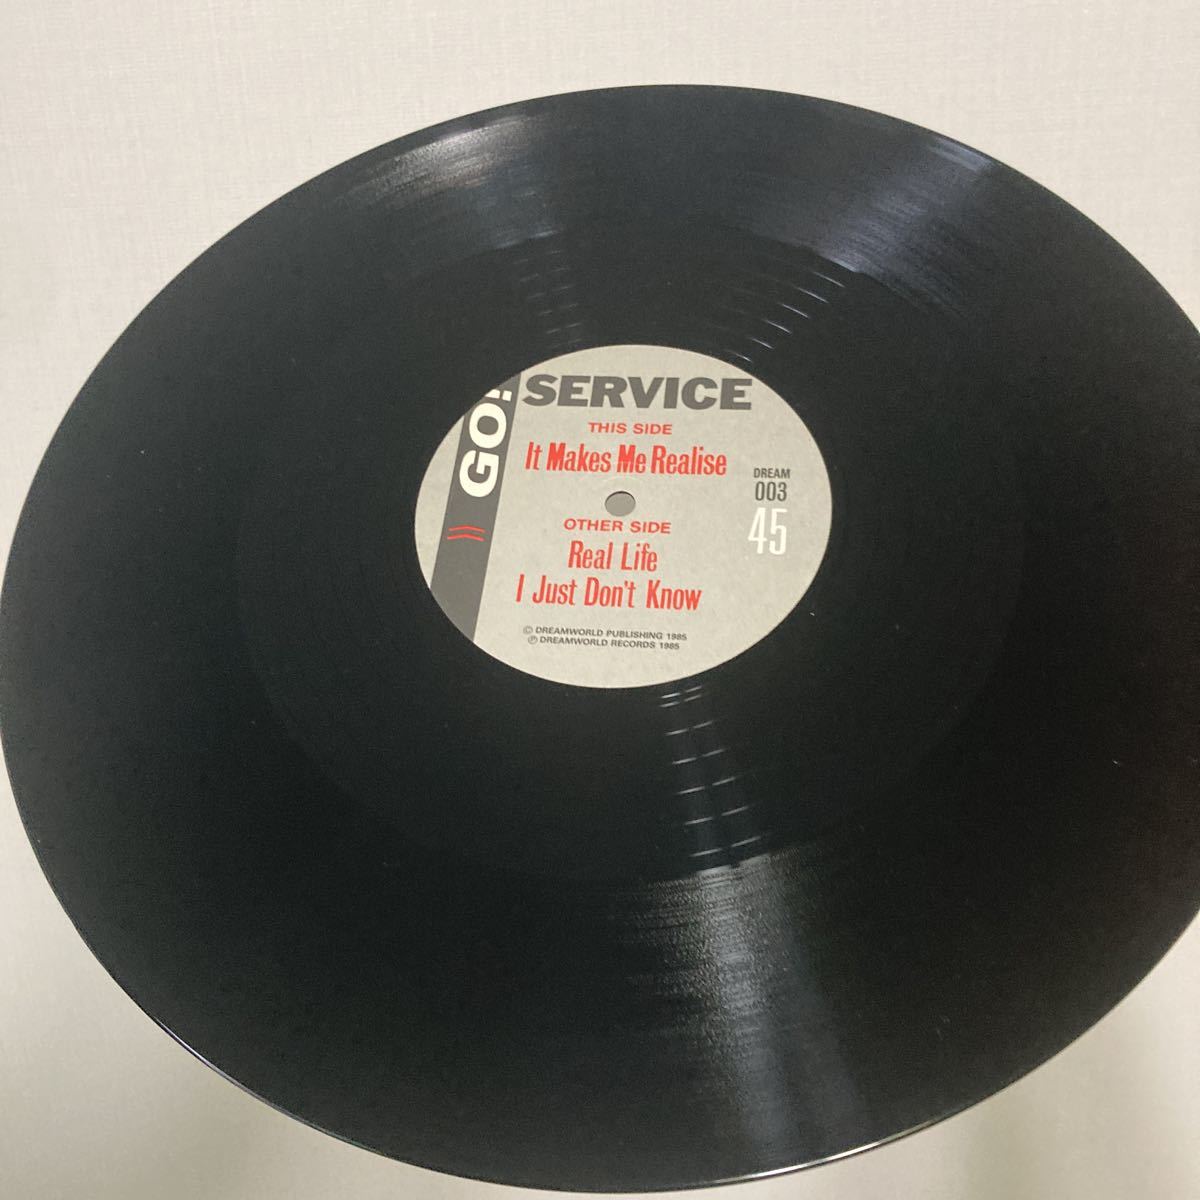 GO! SERVICE
THIS SIDE
It Makes Me Realise
DREAM
003
45
OTHER SIDE
Real Life
I Just Don't Know
© DREAMWORLD PUBLISHING 1985
℗ DREAMWORLD RECORDS 1985